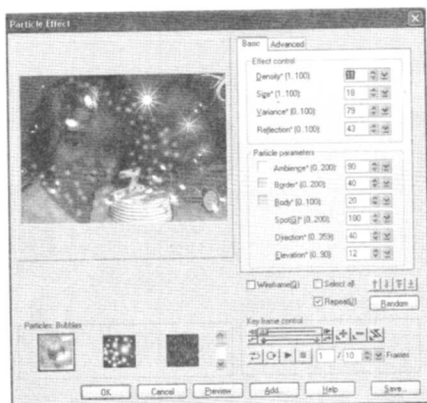 Particle Effect
Basic Advanced
Effect control
Density* (1..100):
Size* (1..100): 18
Variance* (0..100): 79
Reflection* (0..100): 43
Particle parameters
Ambience* (0..200): 90
Border* (0..200): 40
Body* (0..100): 20
Spot(G)* (0..200): 180
Direction* (0..359): 40
Elevation* (0..90): 12
Wireframe(Q) Select all
Repeat(J) Random
Particles: Bubbles
Key-frame control
1 / 10 Frames
OK Cancel Preview Add... Help Save...